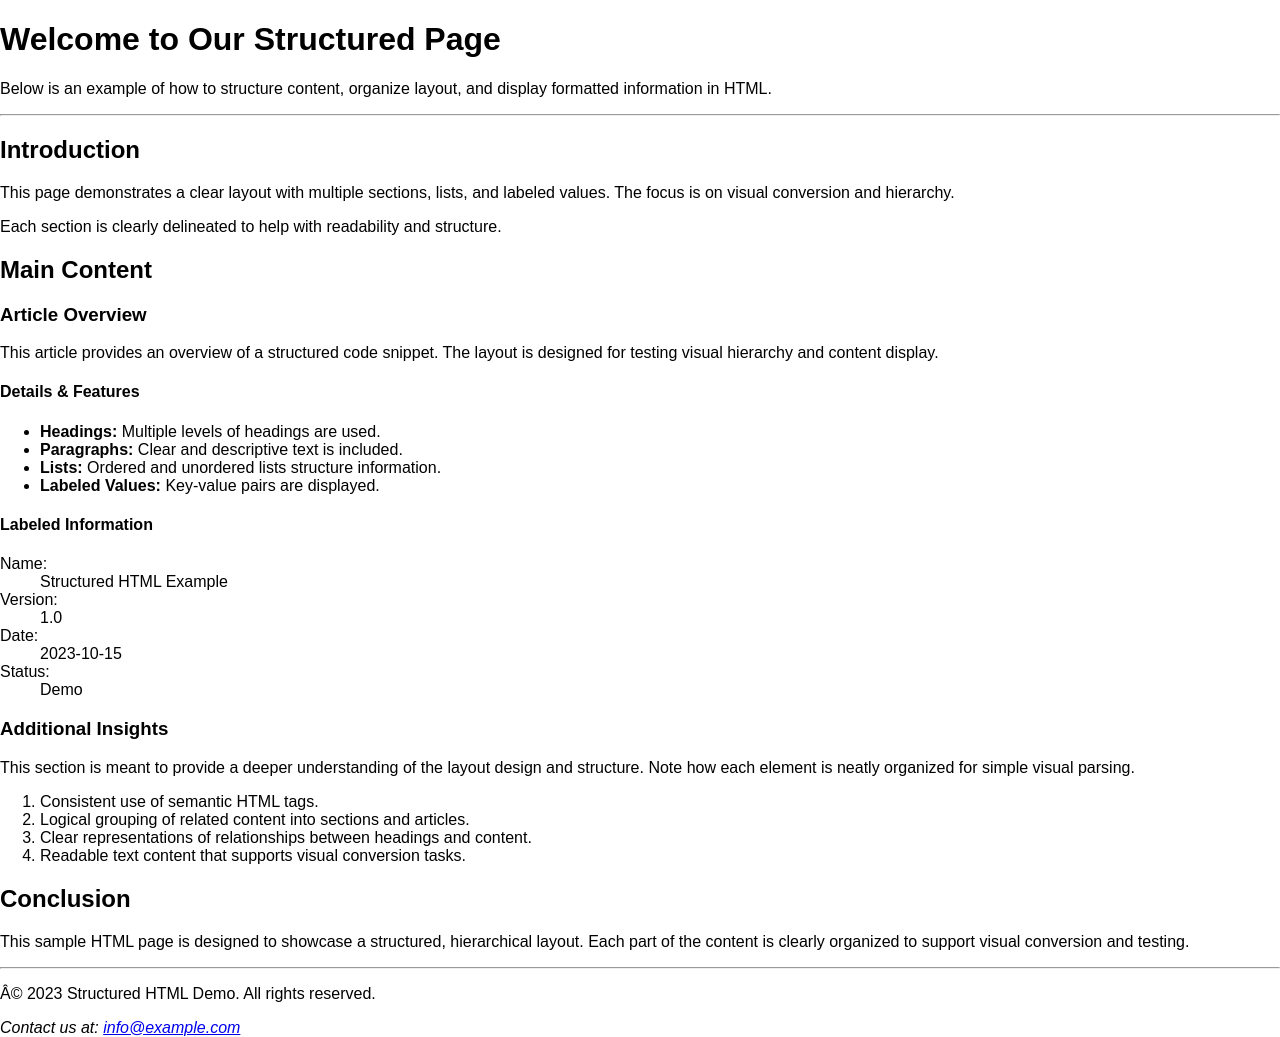 Welcome to Our Structured Page
Below is an example of how to structure content, organize layout, and display formatted information in HTML.
Introduction
This page demonstrates a clear layout with multiple sections, lists, and labeled values. The focus is on visual conversion and hierarchy.
Each section is clearly delineated to help with readability and structure.
Main Content
Article Overview
This article provides an overview of a structured code snippet. The layout is designed for testing visual hierarchy and content display.
Details & Features
• Headings: Multiple levels of headings are used.
• Paragraphs: Clear and descriptive text is included.
• Lists: Ordered and unordered lists structure information.
• Labeled Values: Key-value pairs are displayed.
Labeled Information
Name:
Structured HTML Example
Version:
1.0
Date:
2023-10-15
Status:
Demo
Additional Insights
This section is meant to provide a deeper understanding of the layout design and structure. Note how each element is neatly organized for simple visual parsing.
1. Consistent use of semantic HTML tags.
2. Logical grouping of related content into sections and articles.
3. Clear representations of relationships between headings and content.
4. Readable text content that supports visual conversion tasks.
Conclusion
This sample HTML page is designed to showcase a structured, hierarchical layout. Each part of the content is clearly organized to support visual conversion and testing.
Â© 2023 Structured HTML Demo. All rights reserved.
Contact us at: info@example.com